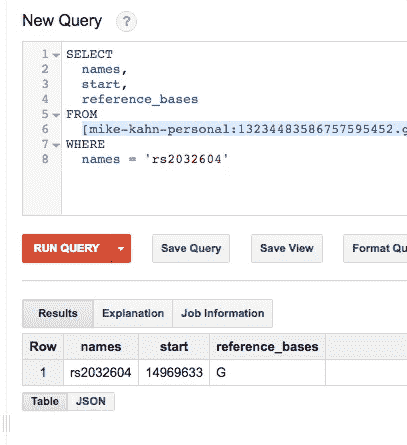 New Query ?
1 SELECT
2 names,
3 start,
4 reference_bases
5 FROM
6 [mike-kahn-personal:13234483586757595452.g
7 WHERE
8 names = 'rs2032604'
RUN QUERY Save Query Save View Format Qu
Results Explanation Job Information
Row names start reference_bases
1 rs2032604 14969633 G
Table JSON